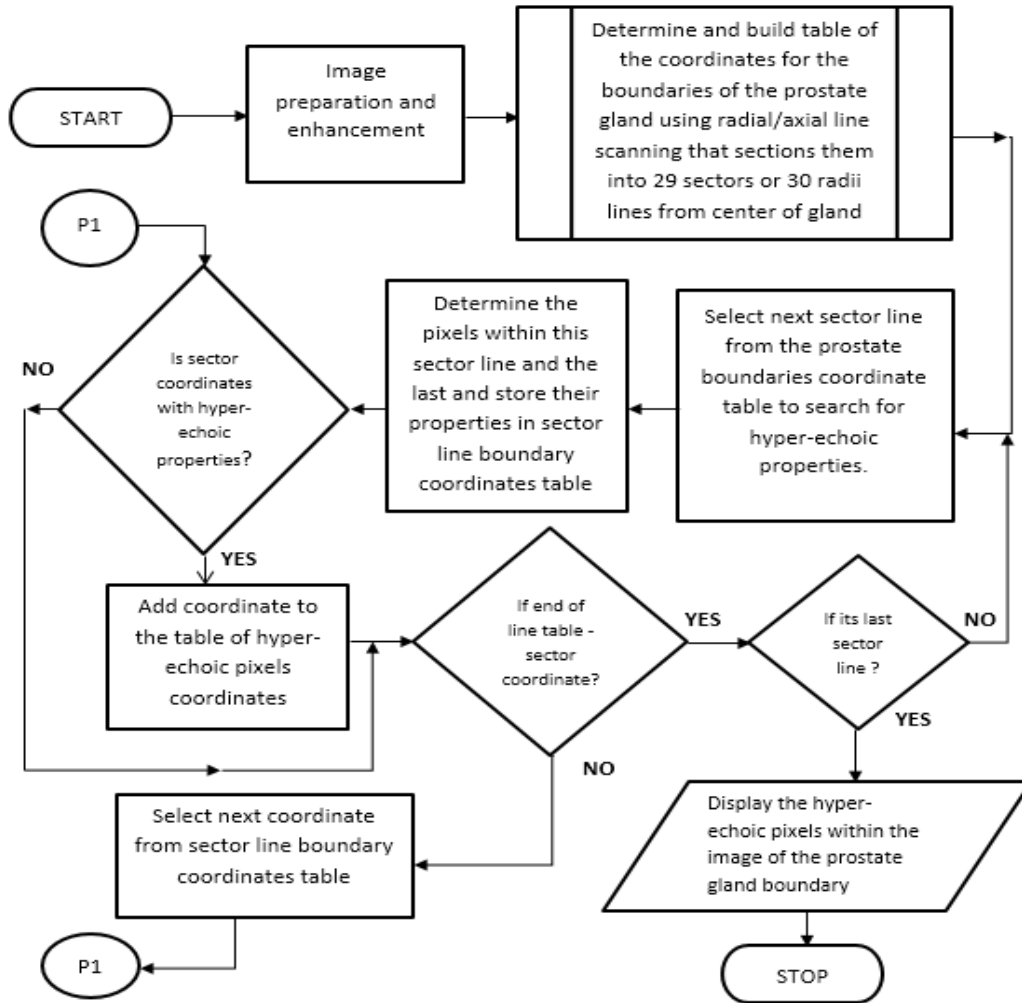 START
Image
preparation and
enhancement
Determine and build table of
the coordinates for the
boundaries of the prostate
gland using radial/axial line
scanning that sections them
into 29 sectors or 30 radii
lines from center of gland
P1
Is sector
coordinates
with hyper-
echoic
properties?
NO
YES
Determine the
pixels within this
sector line and the
last and store their
properties in sector
line boundary
coordinates table
Select next sector line
from the prostate
boundaries coordinate
table to search for
hyper-echoic
properties.
Add coordinate to
the table of hyper-
echoic pixels
coordinates
If end of
line table -
sector
coordinate?
YES
NO
If its last
sector
line ?
NO
YES
Select next coordinate
from sector line boundary
coordinates table
Display the hyper-
echoic pixels within the
image of the prostate
gland boundary
P1
STOP